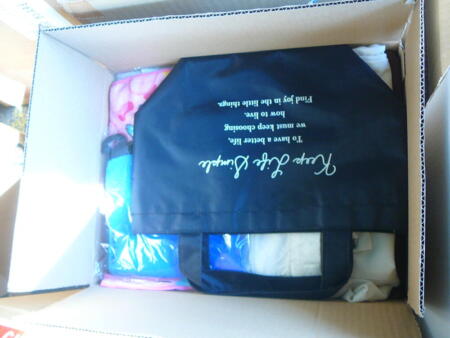 Keep Life Simple
To have a better life,
we must keep choosing
how to live.
Find joy in the little things.